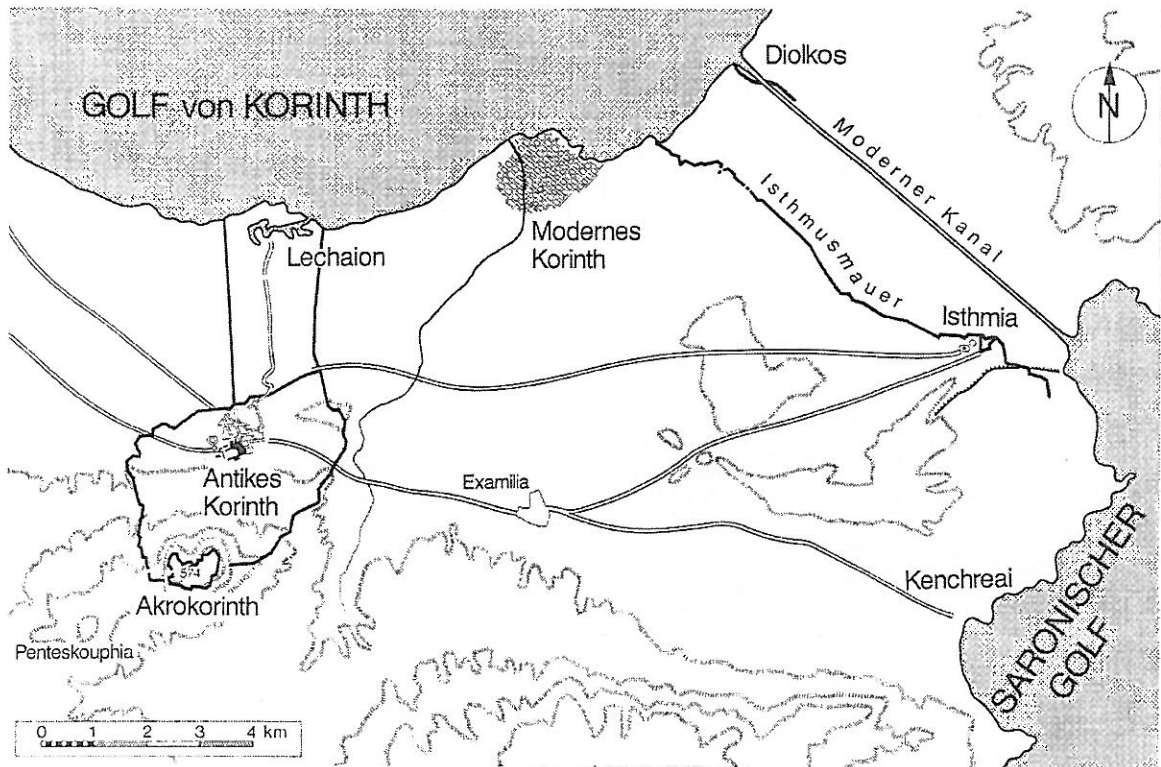 Diolkos
GOLF von KORINTH
N
Moderner Kanal
Isthmusmauer
Modernes
Korinth
Lechaion
Isthmia
Antikes
Korinth
Examilia
574
Akrokorinth
Kenchreai
Penteskouphia
SARONISCHER
GOLF
0 1 2 3 4 km